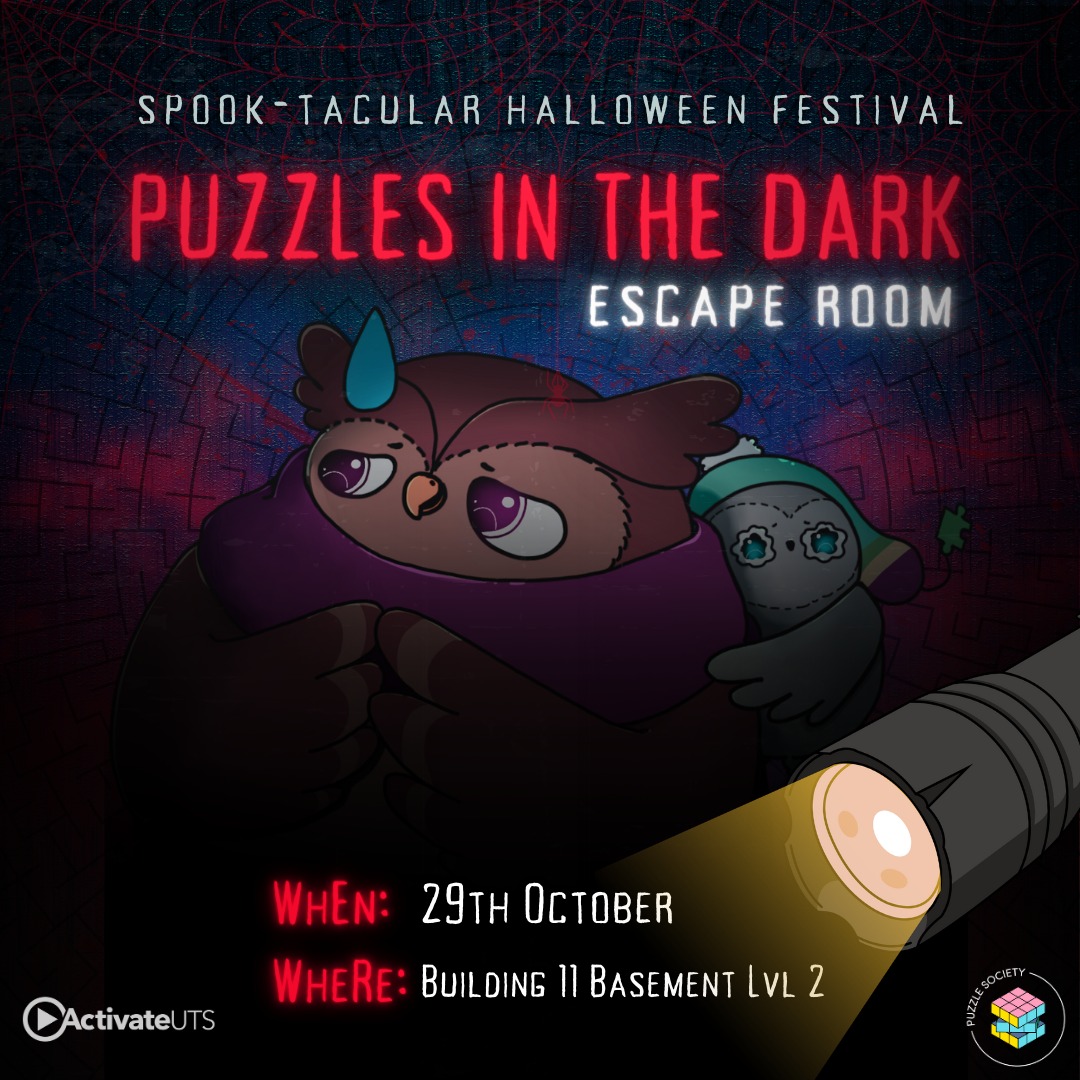 SPOOK-TACULAR HALLOWEEN FESTIVAL
PUZZLES IN THE DARK
ESCAPE ROOM
WHEN: 29TH OCTOBER
WHERE: BUILDING 11 BASEMENT LVL 2
ActivateUTS
PUZZLE SOCIETY